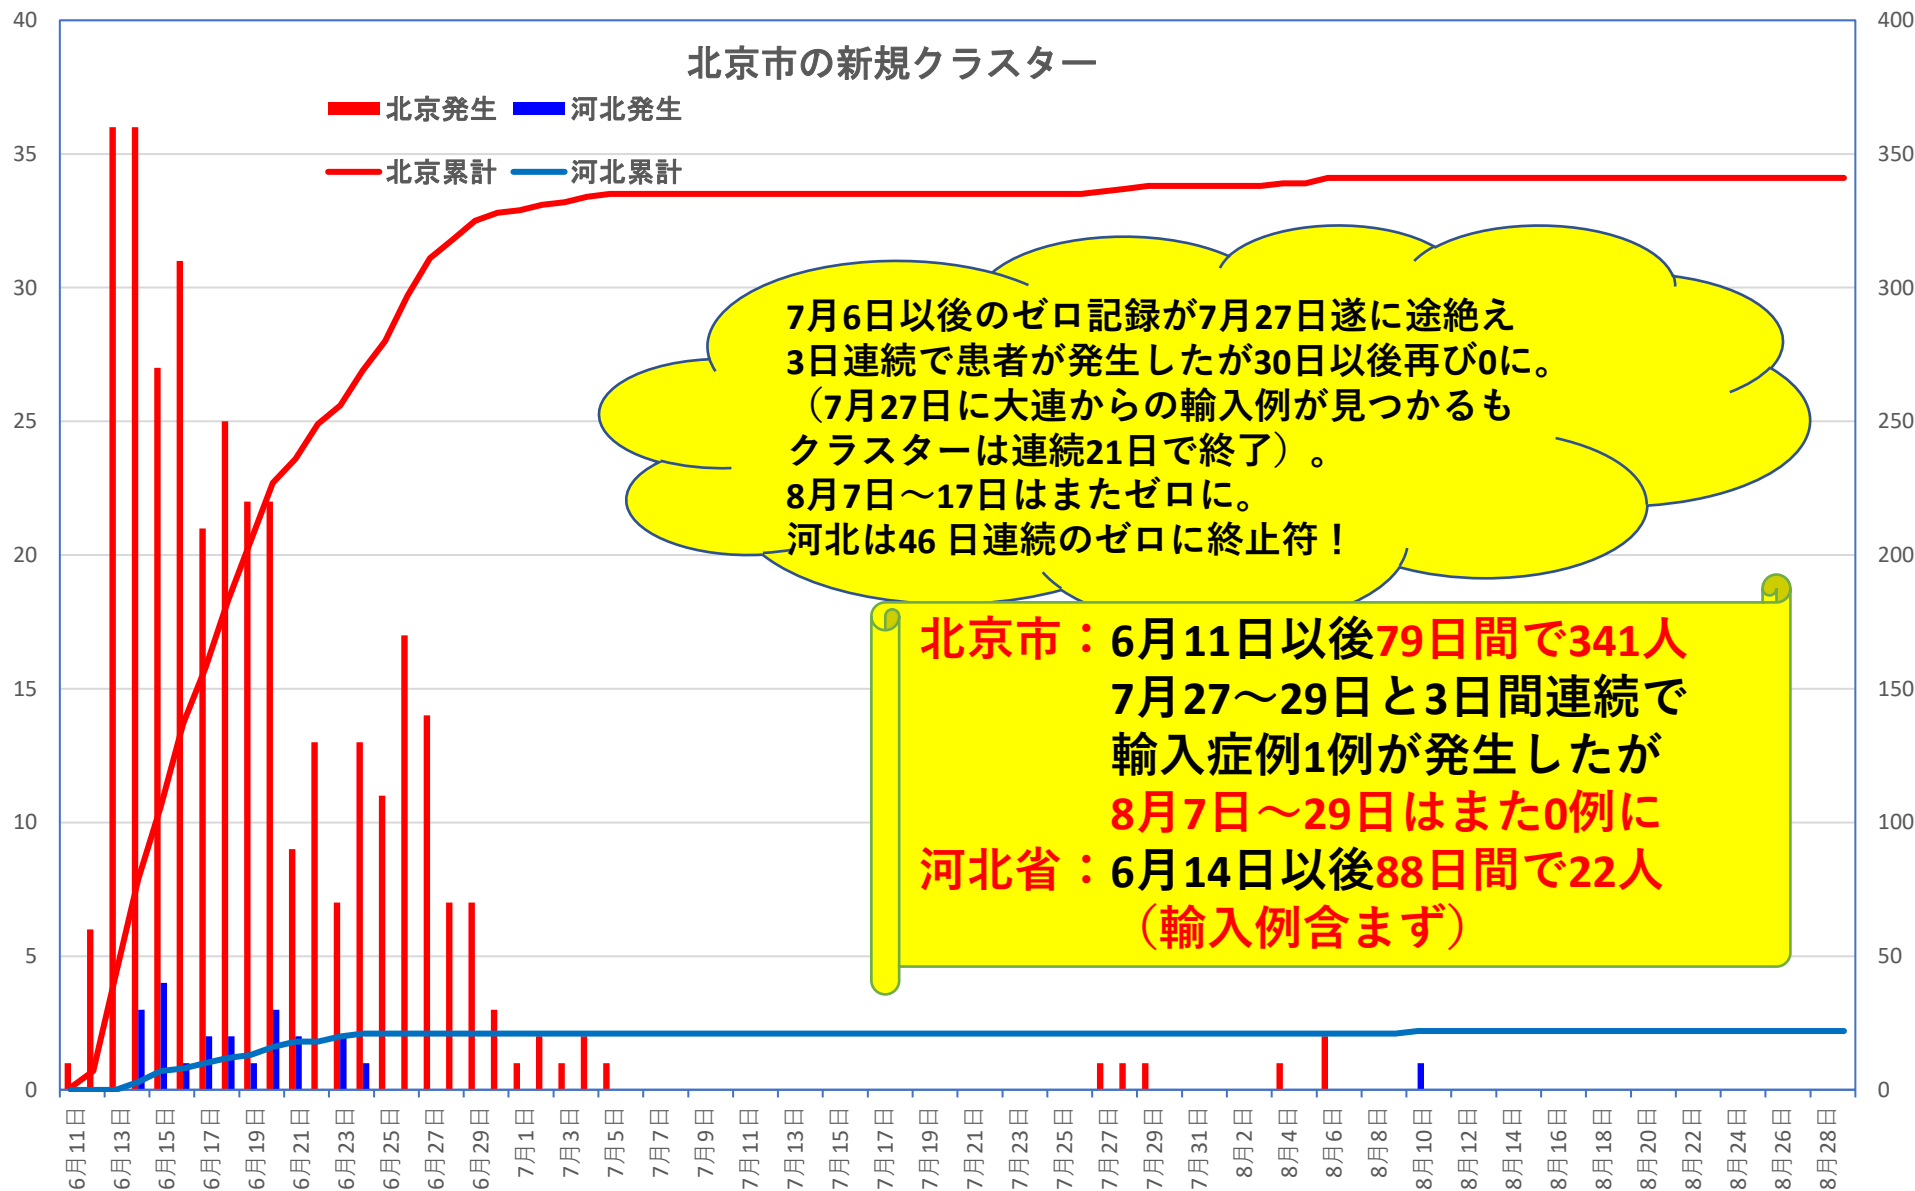 北京市の新規クラスター
北京発生 河北発生
北京累計 河北累計
40
35
30
25
20
15
10
5
0
400
350
300
250
200
150
100
50
0
7月6日以後のゼロ記録が7月27日遂に途絶え
3日連続で患者が発生したが30日以後再び0に。
（7月27日に大連からの輸入例が見つかるも
クラスターは連続21日で終了）。
8月7日～17日はまたゼロに。
河北は46 日連続のゼロに終止符！
北京市：6月11日以後79日間で341人
7月27～29日と3日間連続で
輸入症例1例が発生したが
8月7日～29日はまた0例に
河北省：6月14日以後88日間で22人
（輸入例含まず）
6月11日
6月13日
6月15日
6月17日
6月19日
6月21日
6月23日
6月25日
6月27日
6月29日
7月1日
7月3日
7月5日
7月7日
7月9日
7月11日
7月13日
7月15日
7月17日
7月19日
7月21日
7月23日
7月25日
7月27日
7月29日
7月31日
8月2日
8月4日
8月6日
8月8日
8月10日
8月12日
8月14日
8月16日
8月18日
8月20日
8月22日
8月24日
8月26日
8月28日